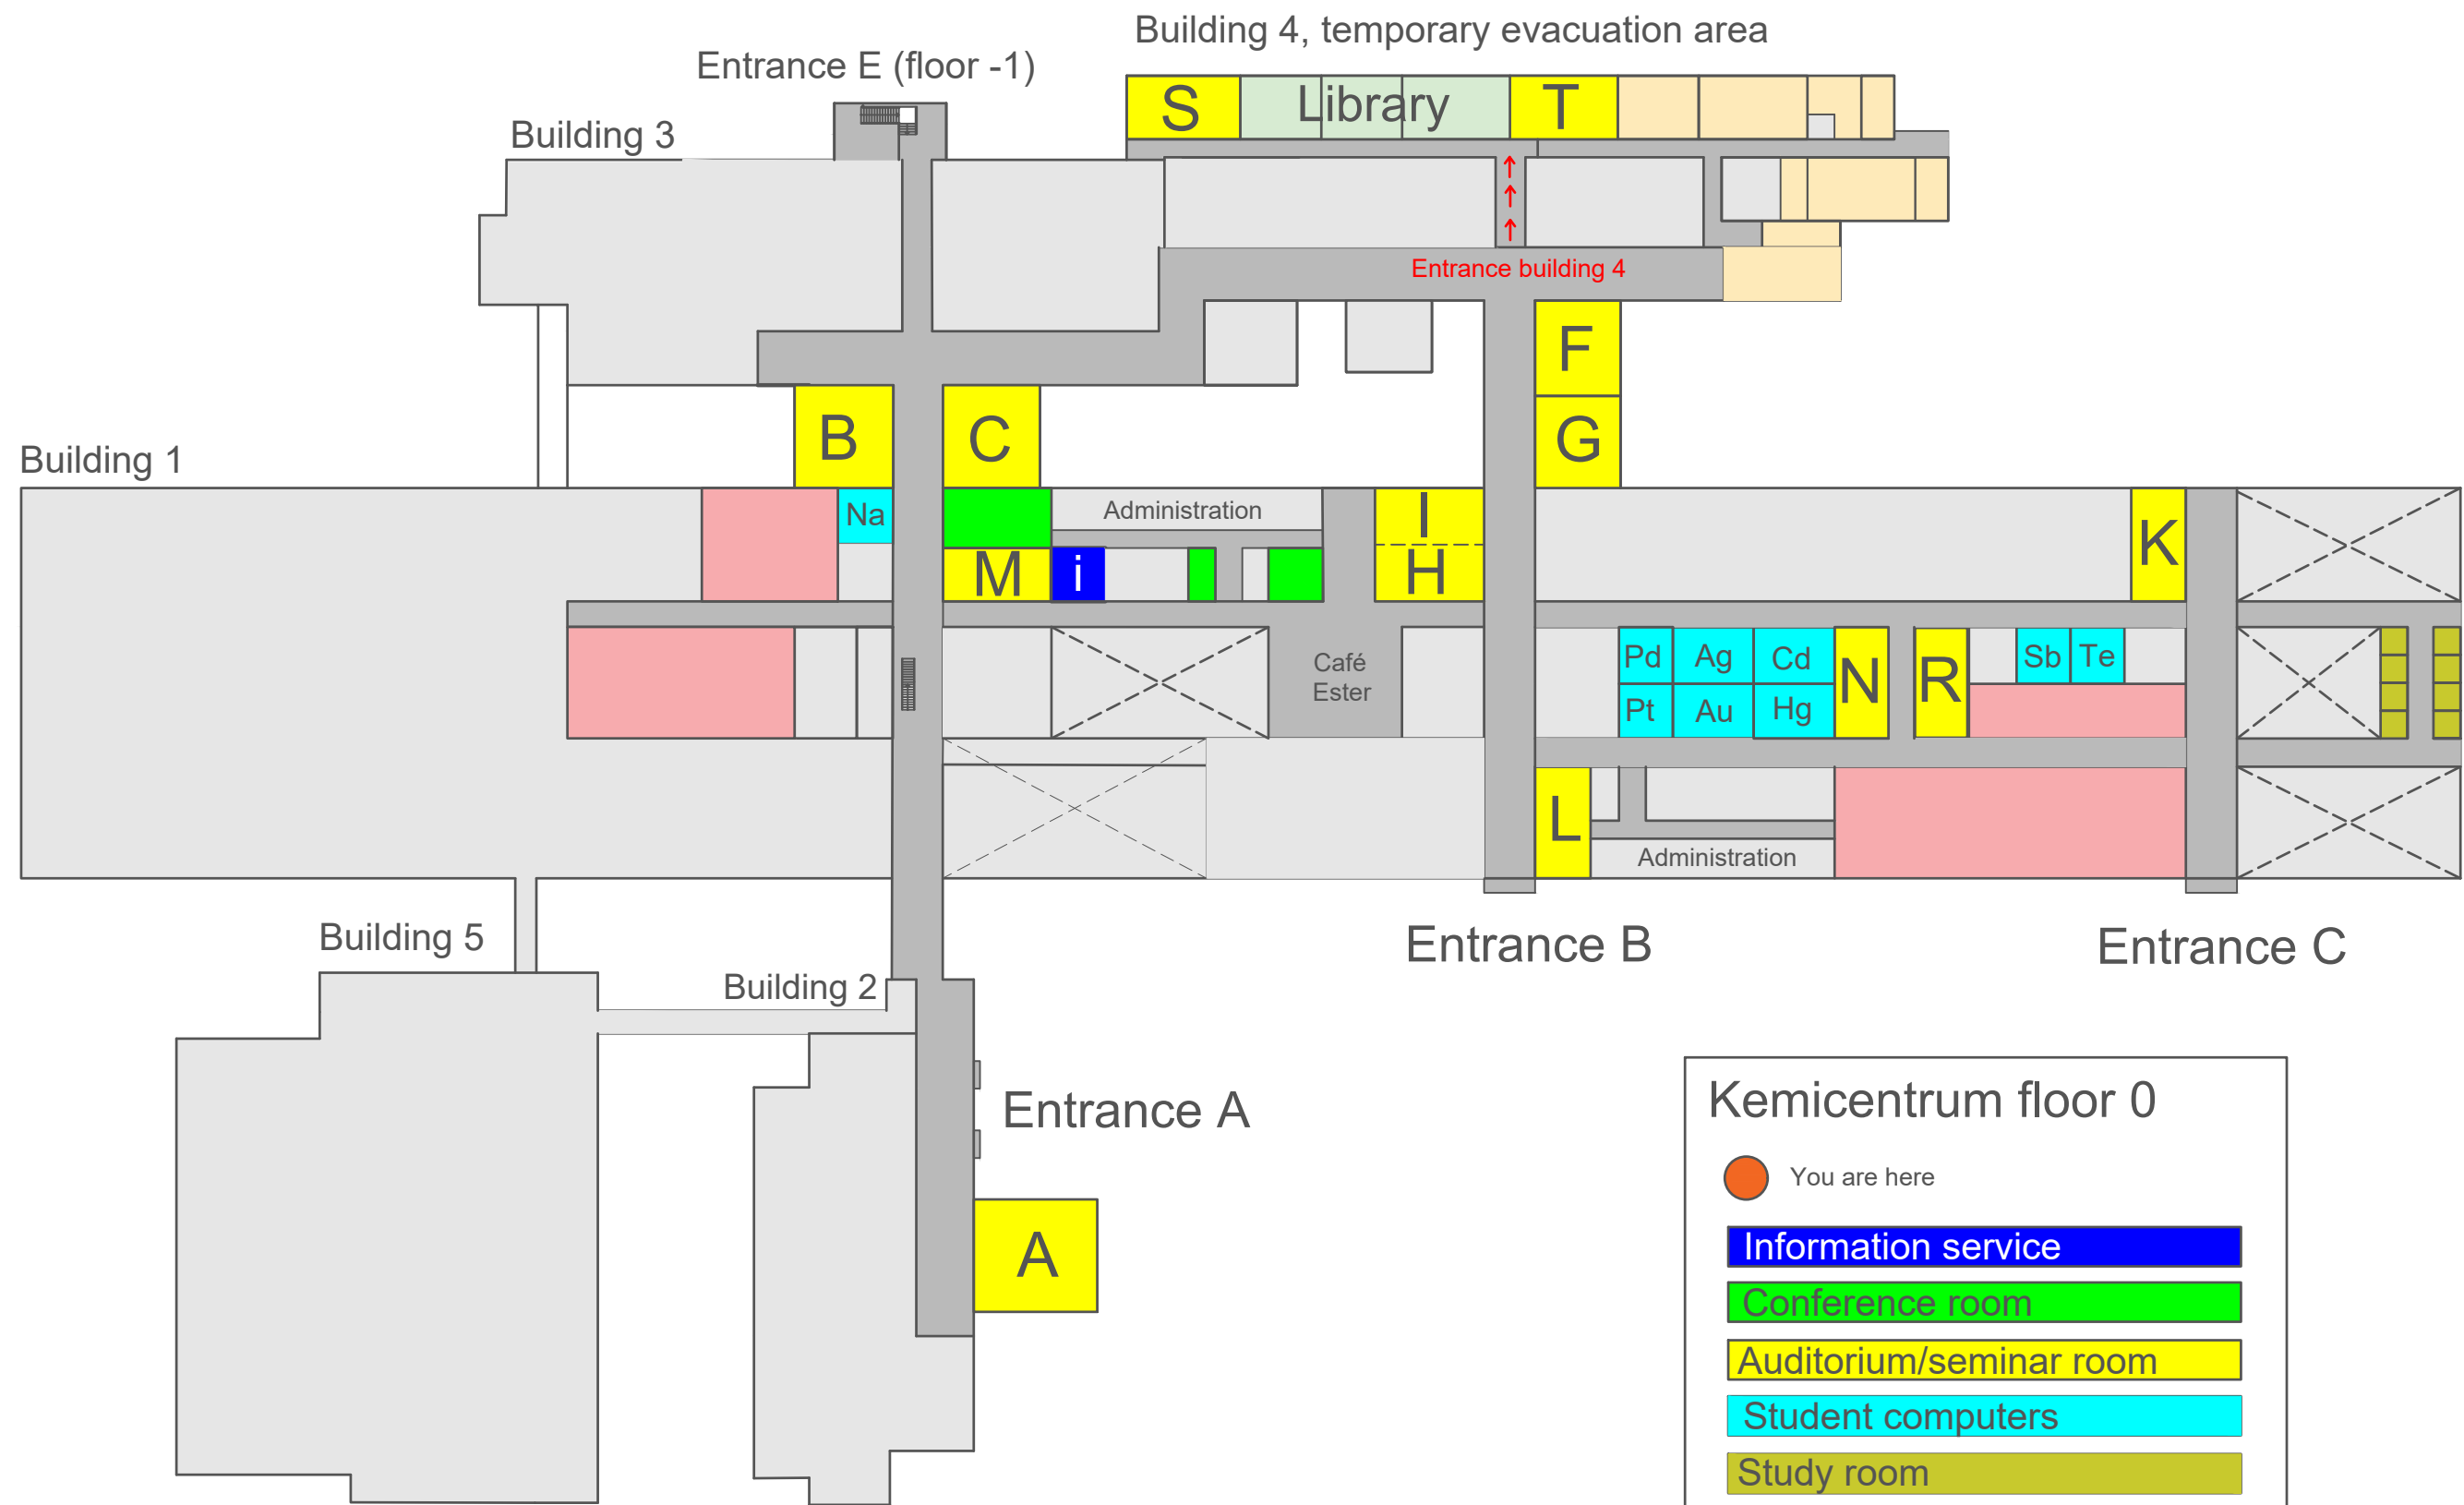 Building 4, temporary evacuation area
Entrance E (floor -1)
S
Library
T
Building 3
Entrance building 4
F
B
C
G
Building 1
Na
Administration
I
K
M
i
H
Café
Ester
Pd
Ag
Cd
N
R
Sb
Te
Pt
Au
Hg
L
Administration
Building 5
Entrance B
Entrance C
Building 2
Entrance A
A
Kemicentrum floor 0
You are here
Information service
Conference room
Auditorium/seminar room
Student computers
Study room